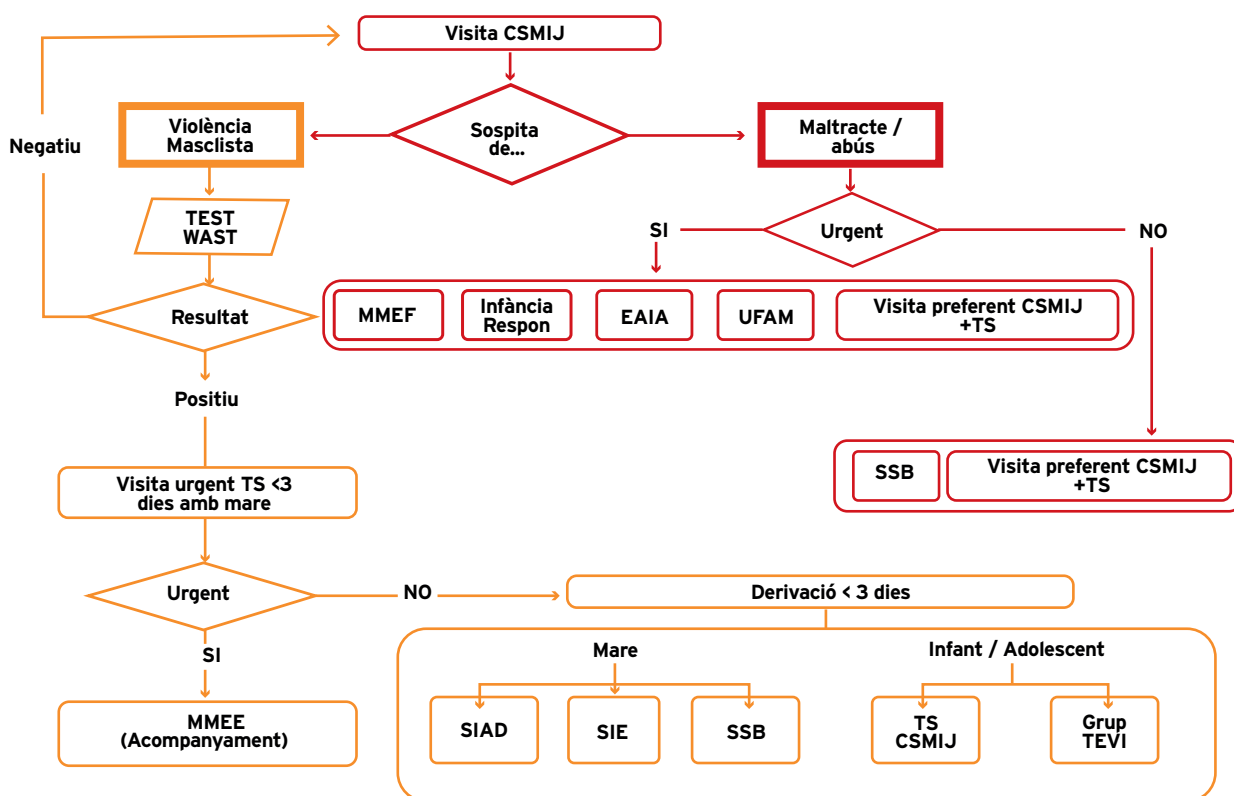 Visita CSMIJ
Negatiu
Violència
Masclista
Sospita
de...
Maltracte /
abús
TEST
WAST
SI
Urgent
NO
Resultat
MMEF
Infància
Respon
EAIA
UFAM
Visita preferent CSMIJ
+TS
Positiu
SSB
Visita preferent CSMIJ
+TS
Visita urgent TS <3
dies amb mare
Urgent
NO
Derivació < 3 dies
SI
Mare
Infant / Adolescent
MMEE
(Acompanyament)
SIAD
SIE
SSB
TS
CSMIJ
Grup
TEVI